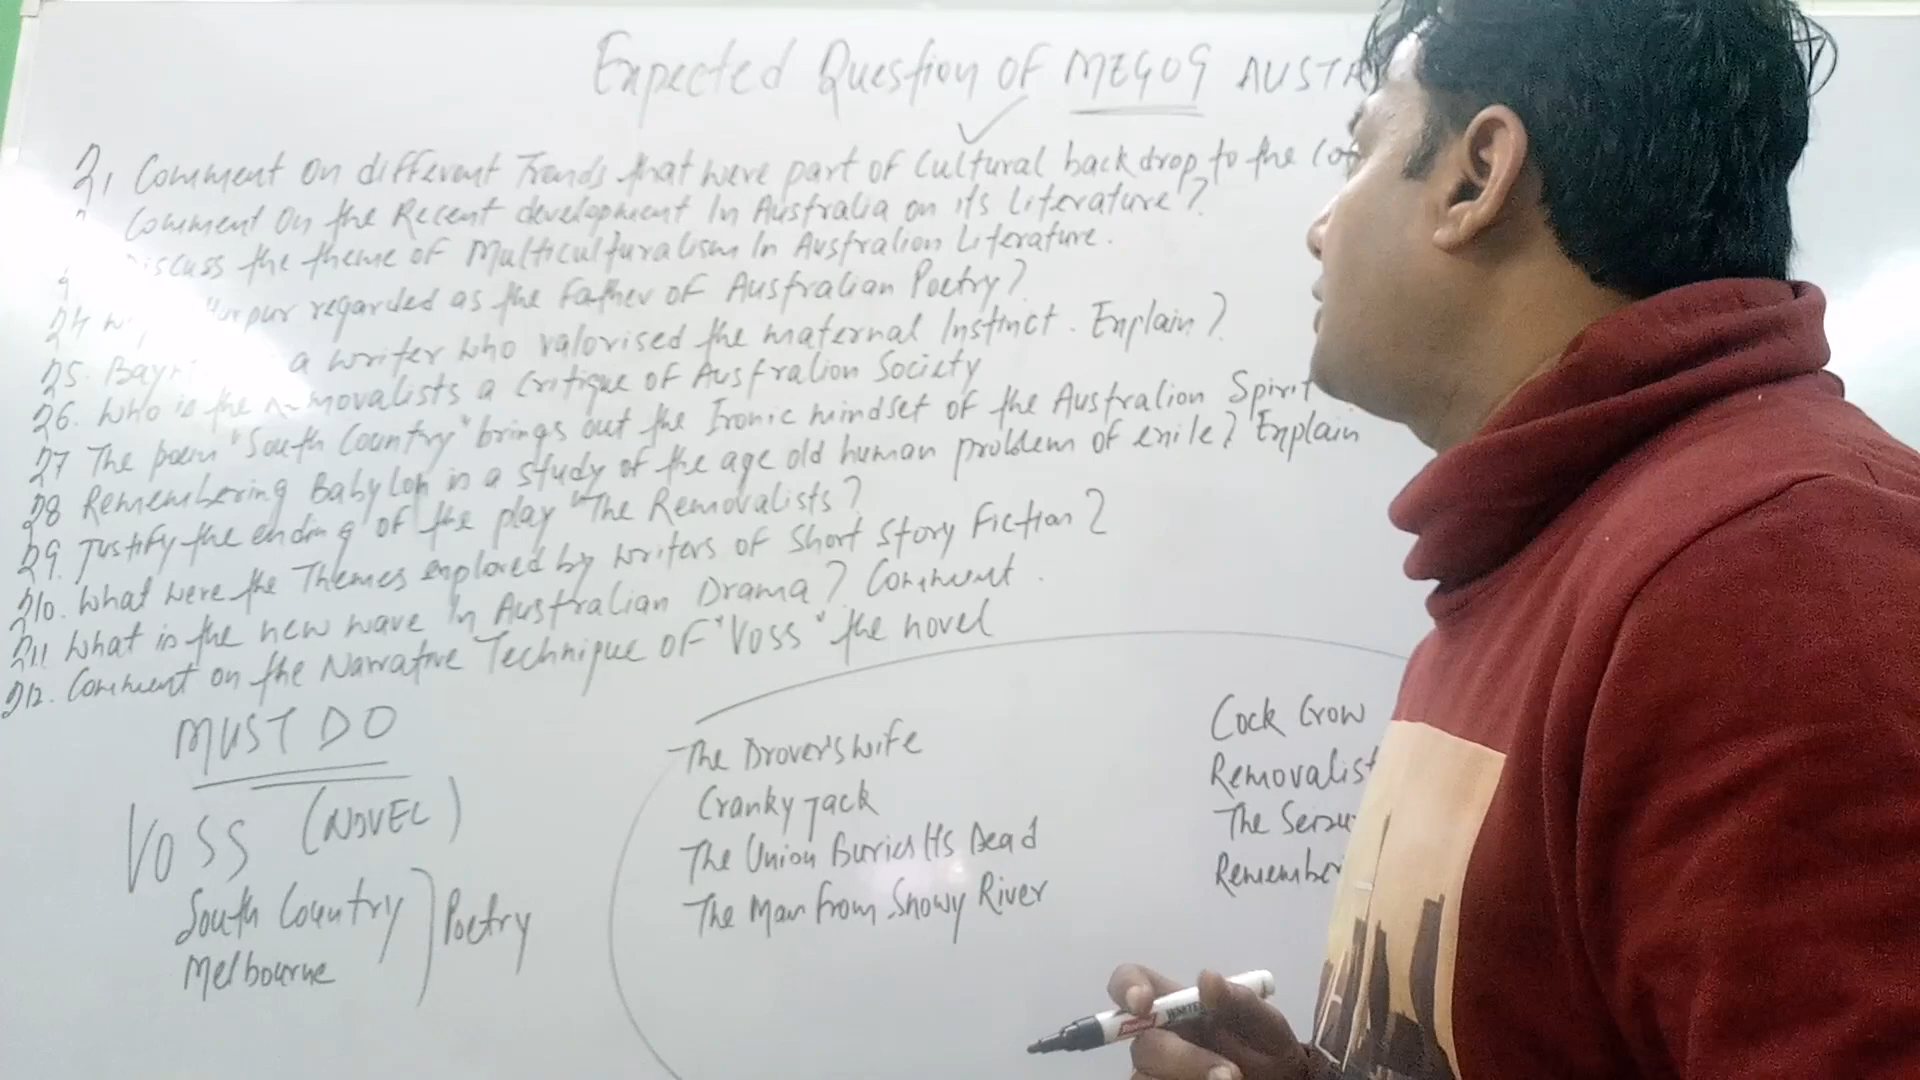 Expected Question OF MEG09 AUSTRA
Q1 Comment on different Trends that were part of Cultural backdrop to the
Comment on the Recent development In Australia on its Literature?
iscuss the theme of Multiculturalism In Australian Literature.
Q4 regarded as the Father of Australian Poetry?
Q5. Bay a writer who valorised the maternal Instinct. Explain?
Q6. Who is the movalists a Critique of Australian Society
Q7 The poem "South Country" brings out the Ironic mindset of the Australian Spirit
Q8 Remembering Babylon is a study of the age old human problem of exile? Explain
Q9. Justify the ending of the play "The Removalists?
Q10. What were the Themes explored by writers of Short Story Fiction?
Q11 What is the new wave in Australian Drama? Comment.
Q12. Comment on the Narrative Technique OF "Voss" the novel
MUST DO
VOSS (NOVEL)
South Country
Melbourne
Poetry
The Drover's wife
Cranky Jack
The Union Buries Its Dead
The Man From Snowy River
Cock Crow
Removalist
The
Remember